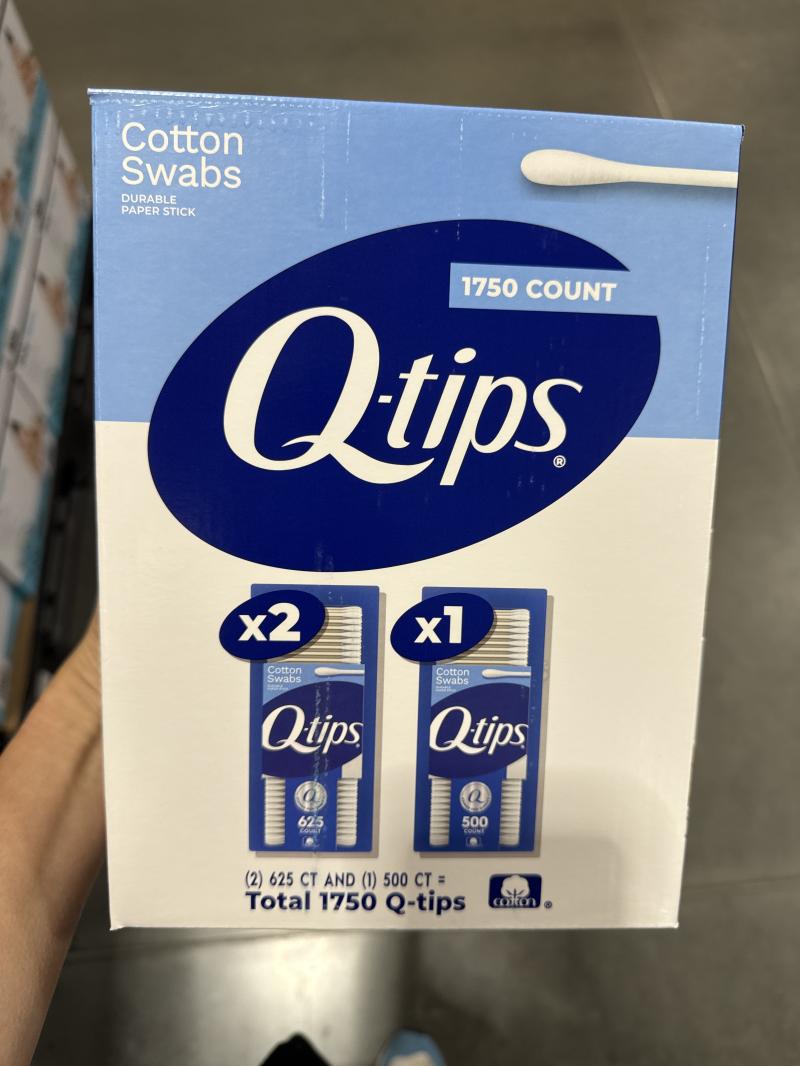 Cotton
Swabs
DURABLE
PAPER STICK
1750 COUNT
Q-tips®
x2
Cotton
Swabs
Q-tips
625
COUNT
x1
Cotton
Swabs
Q-tips
500
COUNT
(2) 625 CT AND (1) 500 CT =
Total 1750 Q-tips
COTTON ®